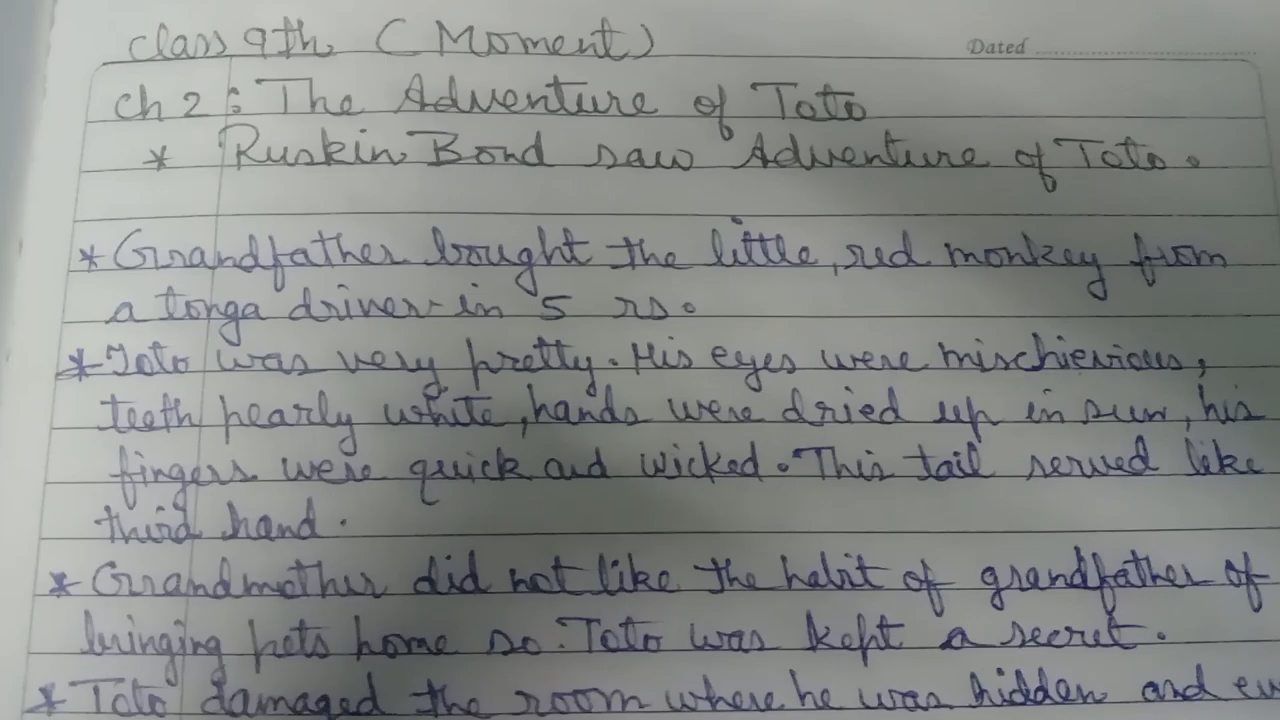 class 9th (Moment)
Dated
Ch 2: The Adventure of Toto
* Ruskin Bond saw Adventure of Toto.
* Grandfather bought the little, red monkey from
a tonga driver in 5 rs.
* Toto was very pretty. His eyes were mischievious,
teeth pearly white, hands were dried up in sun, his
fingers were quick and wicked. This tail served like
third hand.
* Grandmother did not like the habit of grandfather of
bringing pets home so. Toto was kept a secret.
* Toto damaged the room where he was hidden and